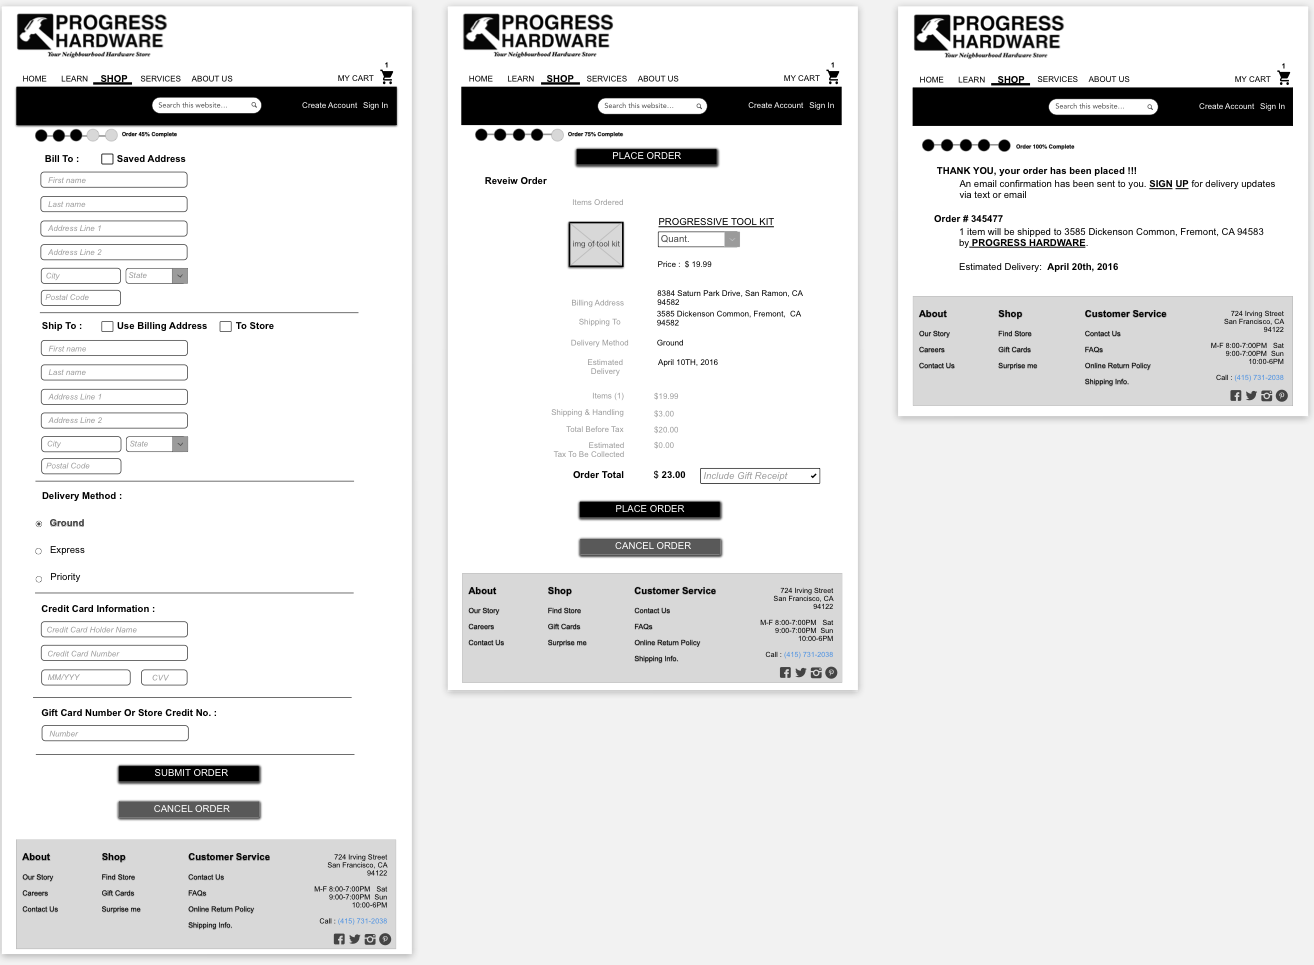 PROGRESS
HARDWARE
Your Neighbourhood Hardware Store
1
HOME LEARN SHOP SERVICES ABOUT US MY CART
Search this website... Create Account Sign In
Order 45% Complete
Bill To : Saved Address
First name
Last name
Address Line 1
Address Line 2
City State
Postal Code
Ship To : Use Billing Address To Store
First name
Last name
Address Line 1
Address Line 2
City State
Postal Code
Delivery Method :
Ground
Express
Priority
Credit Card Information :
Credit Card Holder Name
Credit Card Number
MM/YYY CVV
Gift Card Number Or Store Credit No. :
Number
SUBMIT ORDER
CANCEL ORDER
About Shop Customer Service 724 Irving Street
San Francisco, CA
94122
Our Story Find Store Contact Us
M-F 8:00-7:00PM Sat
Careers Gift Cards FAQs 9:00-7:00PM Sun
10:00-6PM
Contact Us Surprise me Online Return Policy
Call : (415) 731-2038
Shipping Info.
PROGRESS
HARDWARE
Your Neighbourhood Hardware Store
1
HOME LEARN SHOP SERVICES ABOUT US MY CART
Search this website... Create Account Sign In
Order 75% Complete
PLACE ORDER
Reveiw Order
Items Ordered
img of tool kit
PROGRESSIVE TOOL KIT
Quant.
Price : $ 19.99
Billing Address 8384 Saturn Park Drive, San Ramon, CA
94582
Shipping To 3585 Dickenson Common, Fremont, CA
94582
Delivery Method Ground
Estimated April 10TH, 2016
Delivery
Items (1) $19.99
Shipping & Handling $3.00
Total Before Tax $20.00
Estimated $0.00
Tax To Be Collected
Order Total $ 23.00 Include Gift Receipt
PLACE ORDER
CANCEL ORDER
About Shop Customer Service 724 Irving Street
San Francisco, CA
94122
Our Story Find Store Contact Us
M-F 8:00-7:00PM Sat
Careers Gift Cards FAQs 9:00-7:00PM Sun
10:00-6PM
Contact Us Surprise me Online Return Policy
Call : (415) 731-2038
Shipping Info.
PROGRESS
HARDWARE
Your Neighbourhood Hardware Store
1
HOME LEARN SHOP SERVICES ABOUT US MY CART
Search this website... Create Account Sign In
Order 100% Complete
THANK YOU, your order has been placed !!!
An email confirmation has been sent to you. SIGN UP for delivery updates
via text or email
Order # 345477
1 item will be shipped to 3585 Dickenson Common, Fremont, CA 94583
by PROGRESS HARDWARE.
Estimated Delivery: April 20th, 2016
About Shop Customer Service 724 Irving Street
San Francisco, CA
94122
Our Story Find Store Contact Us
M-F 8:00-7:00PM Sat
Careers Gift Cards FAQs 9:00-7:00PM Sun
10:00-6PM
Contact Us Surprise me Online Return Policy
Call : (415) 731-2038
Shipping Info.